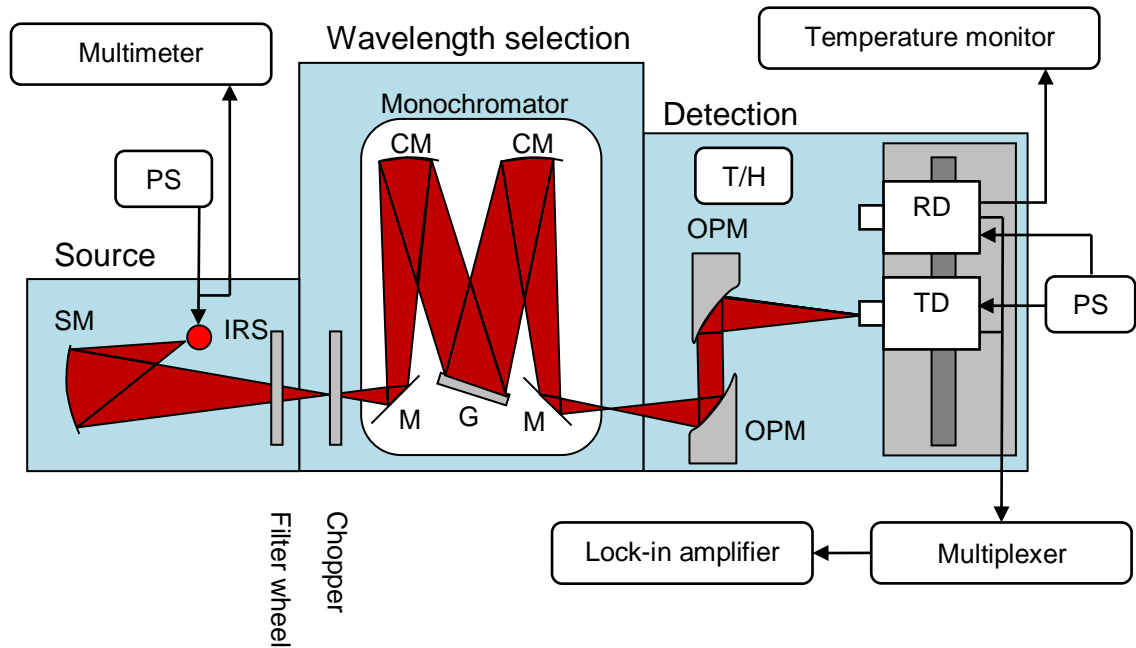 Wavelength selection
Temperature monitor
Multimeter
Monochromator
Detection
CM
CM
PS
T/H
RD
OPM
Source
SM
IRS
TD
PS
M
G
M
OPM
Filter wheel
Chopper
Lock-in amplifier
Multiplexer